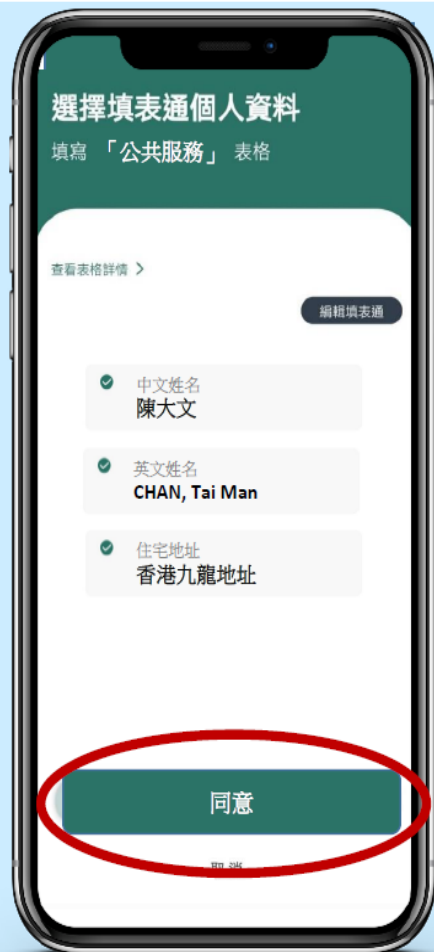 選擇填表通個人資料
填寫 「公共服務」 表格
查看表格詳情
編輯填表通
中文姓名
陳大文
英文姓名
CHAN, Tai Man
住宅地址
香港九龍地址
同意
取消